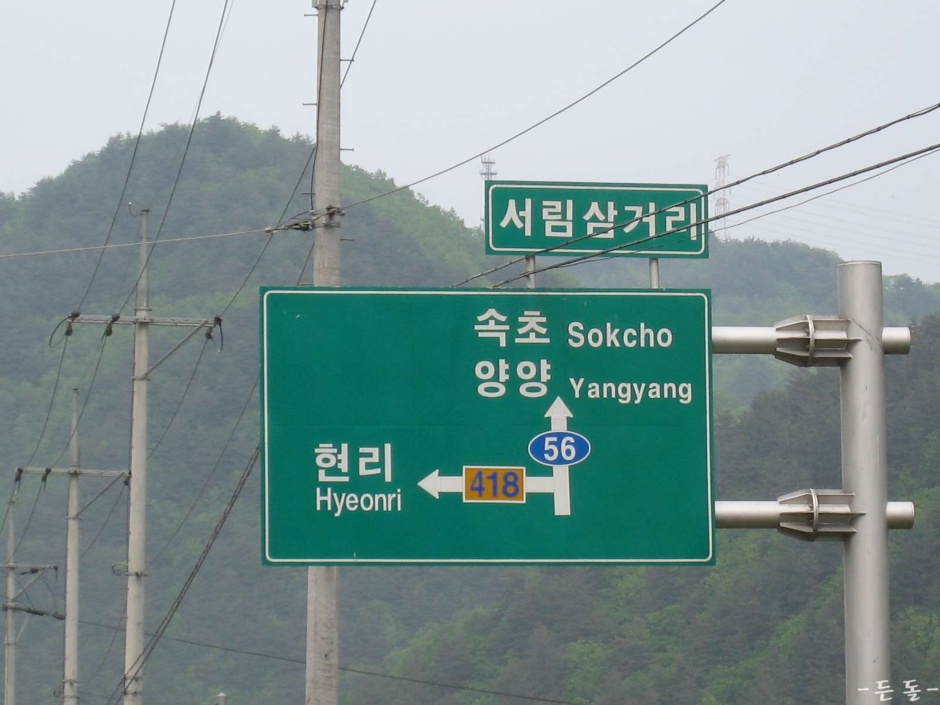 서림삼거리
속초 Sokcho
양양 Yangyang
56
현리
418
Hyeonri
-든돌-